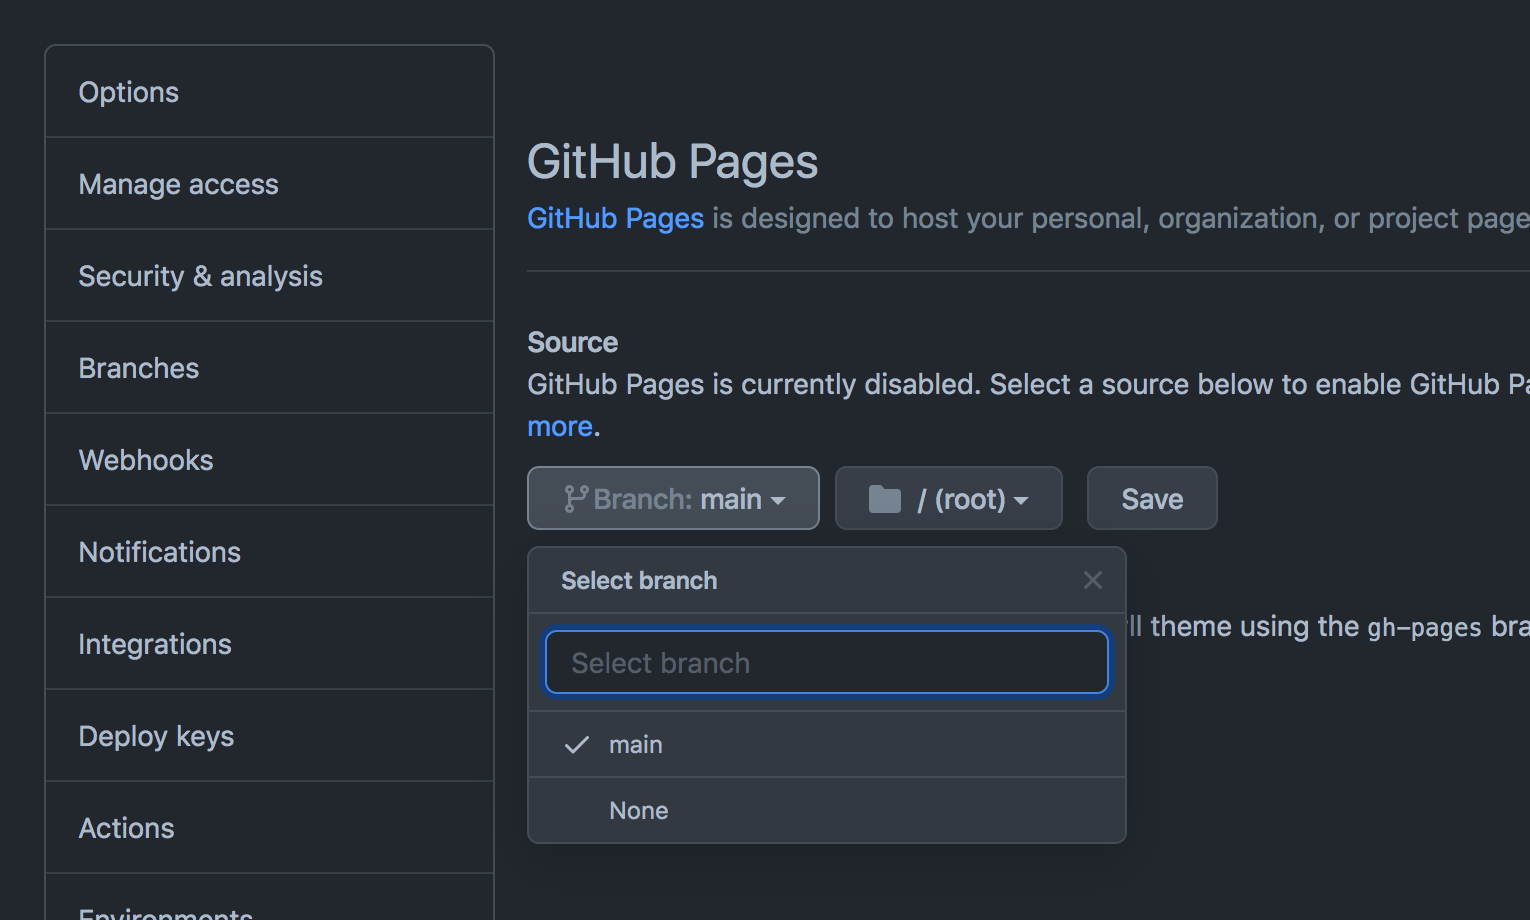 Options
Manage access
Security & analysis
Branches
Webhooks
Notifications
Integrations
Deploy keys
Actions
Environments
GitHub Pages
GitHub Pages is designed to host your personal, organization, or project page
Source
GitHub Pages is currently disabled. Select a source below to enable GitHub Pa
more.
Branch: main
/ (root)
Save
Select branch
ll theme using the gh-pages bra
Select branch
main
None